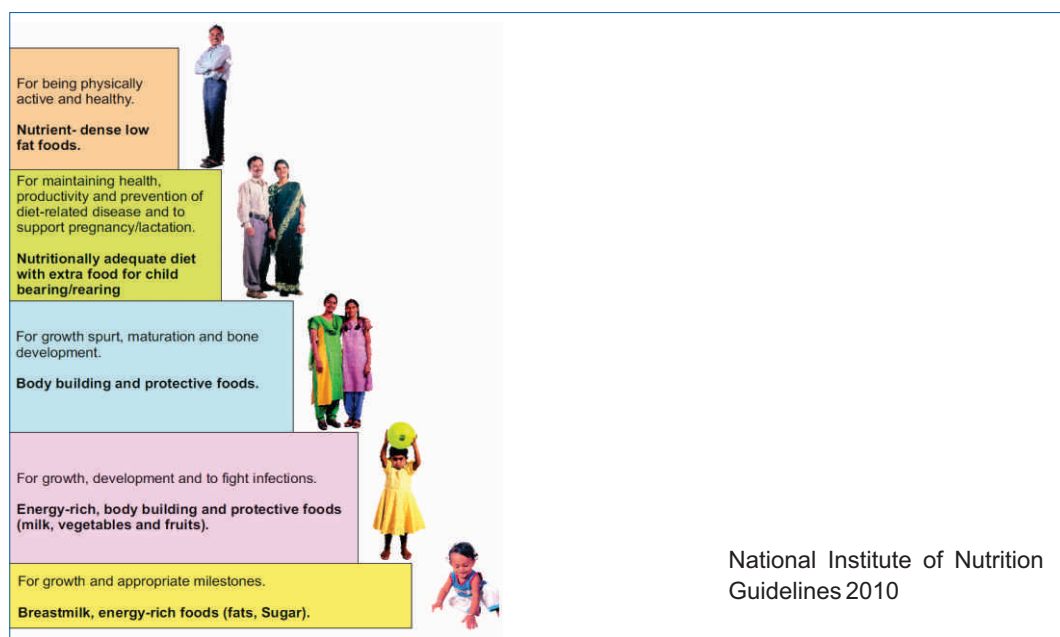 For being physically
active and healthy.
Nutrient- dense low
fat foods.
For maintaining health,
productivity and prevention of
diet-related disease and to
support pregnancy/lactation.
Nutritionally adequate diet
with extra food for child
bearing/rearing
For growth spurt, maturation and bone
development.
Body building and protective foods.
For growth, development and to fight infections.
Energy-rich, body building and protective foods
(milk, vegetables and fruits).
For growth and appropriate milestones.
Breastmilk, energy-rich foods (fats, Sugar).
National Institute of Nutrition
Guidelines 2010